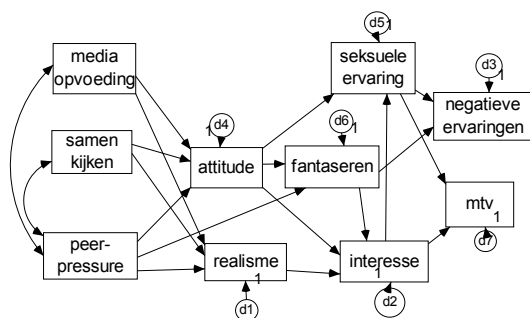 media
opvoeding
samen
kijken
peer-
pressure
d4
1
attitude
realisme
1
d1
d5
1
seksuele
ervaring
d6
1
fantaseren
interesse
1
d2
d3
1
negatieve
ervaringen
mtv
1
d7